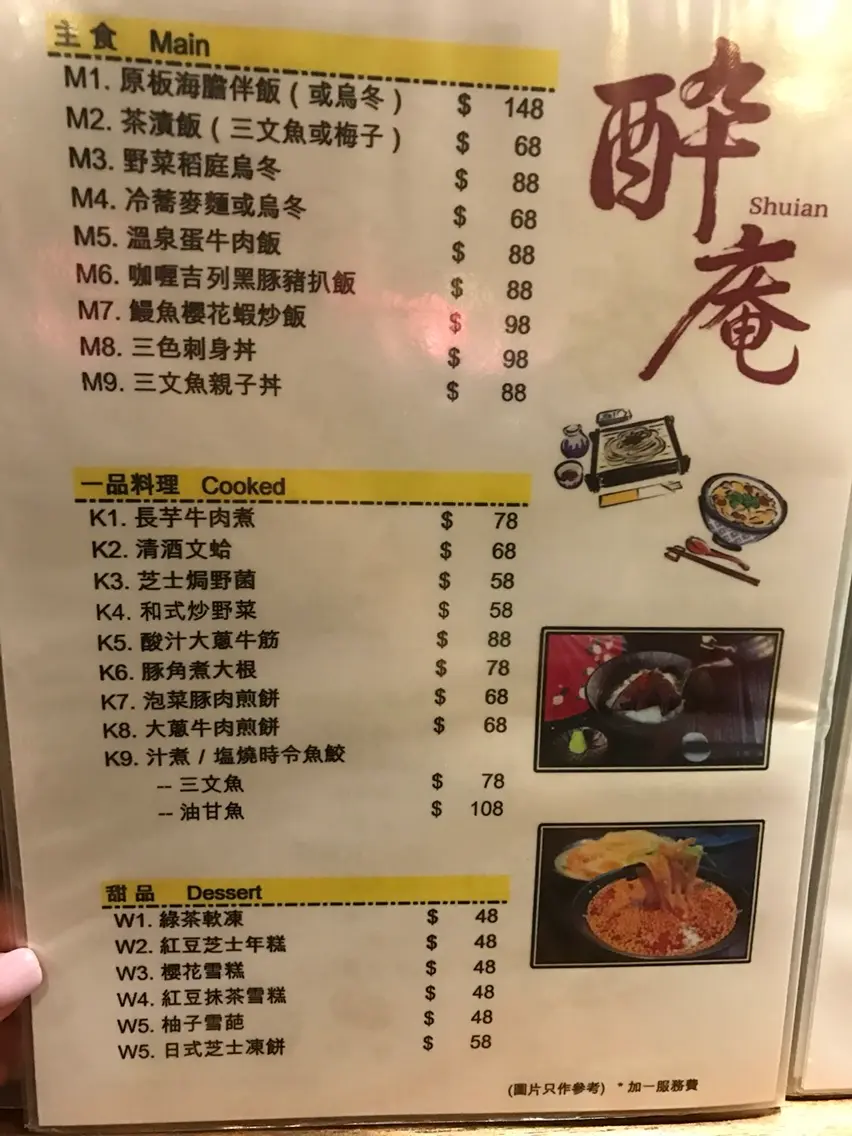 主食 Main
M1. 原板海膽伴飯（或烏冬） $ 148
M2. 茶漬飯（三文魚或梅子） $ 68
M3. 野菜稻庭烏冬 $ 88
M4. 冷蕎麥麵或烏冬 $ 68
M5. 溫泉蛋牛肉飯 $ 88
M6. 咖喱吉列黑豚豬扒飯 $ 88
M7. 鰻魚櫻花蝦炒飯 $ 98
M8. 三色刺身丼 $ 98
M9. 三文魚親子丼 $ 88
醉庵
Shuian
一品料理 Cooked
K1. 長芋牛肉煮 $ 78
K2. 清酒文蛤 $ 68
K3. 芝士焗野菌 $ 58
K4. 和式炒野菜 $ 58
K5. 酸汁大蔥牛筋 $ 88
K6. 豚角煮大根 $ 78
K7. 泡菜豚肉煎餅 $ 68
K8. 大蔥牛肉煎餅 $ 68
K9. 汁煮 / 塩燒時令魚鮫
-- 三文魚 $ 78
-- 油甘魚 $ 108
甜品 Dessert
W1. 綠茶軟凍 $ 48
W2. 紅豆芝士年糕 $ 48
W3. 櫻花雪糕 $ 48
W4. 紅豆抹茶雪糕 $ 48
W5. 柚子雪葩 $ 48
W5. 日式芝士凍餅 $ 58
(圖片只作參考) *加一服務費